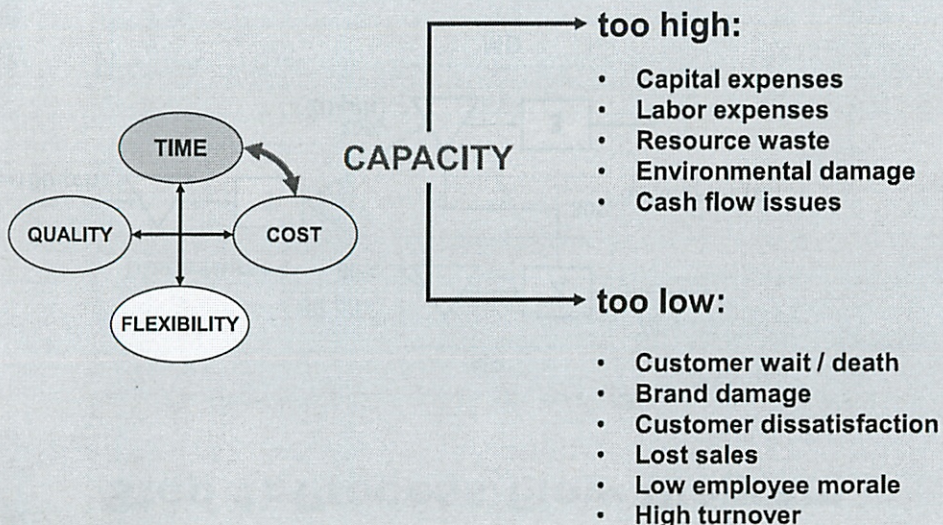 TIME
QUALITY
COST
FLEXIBILITY
CAPACITY
too high:
• Capital expenses
• Labor expenses
• Resource waste
• Environmental damage
• Cash flow issues
too low:
• Customer wait / death
• Brand damage
• Customer dissatisfaction
• Lost sales
• Low employee morale
• High turnover